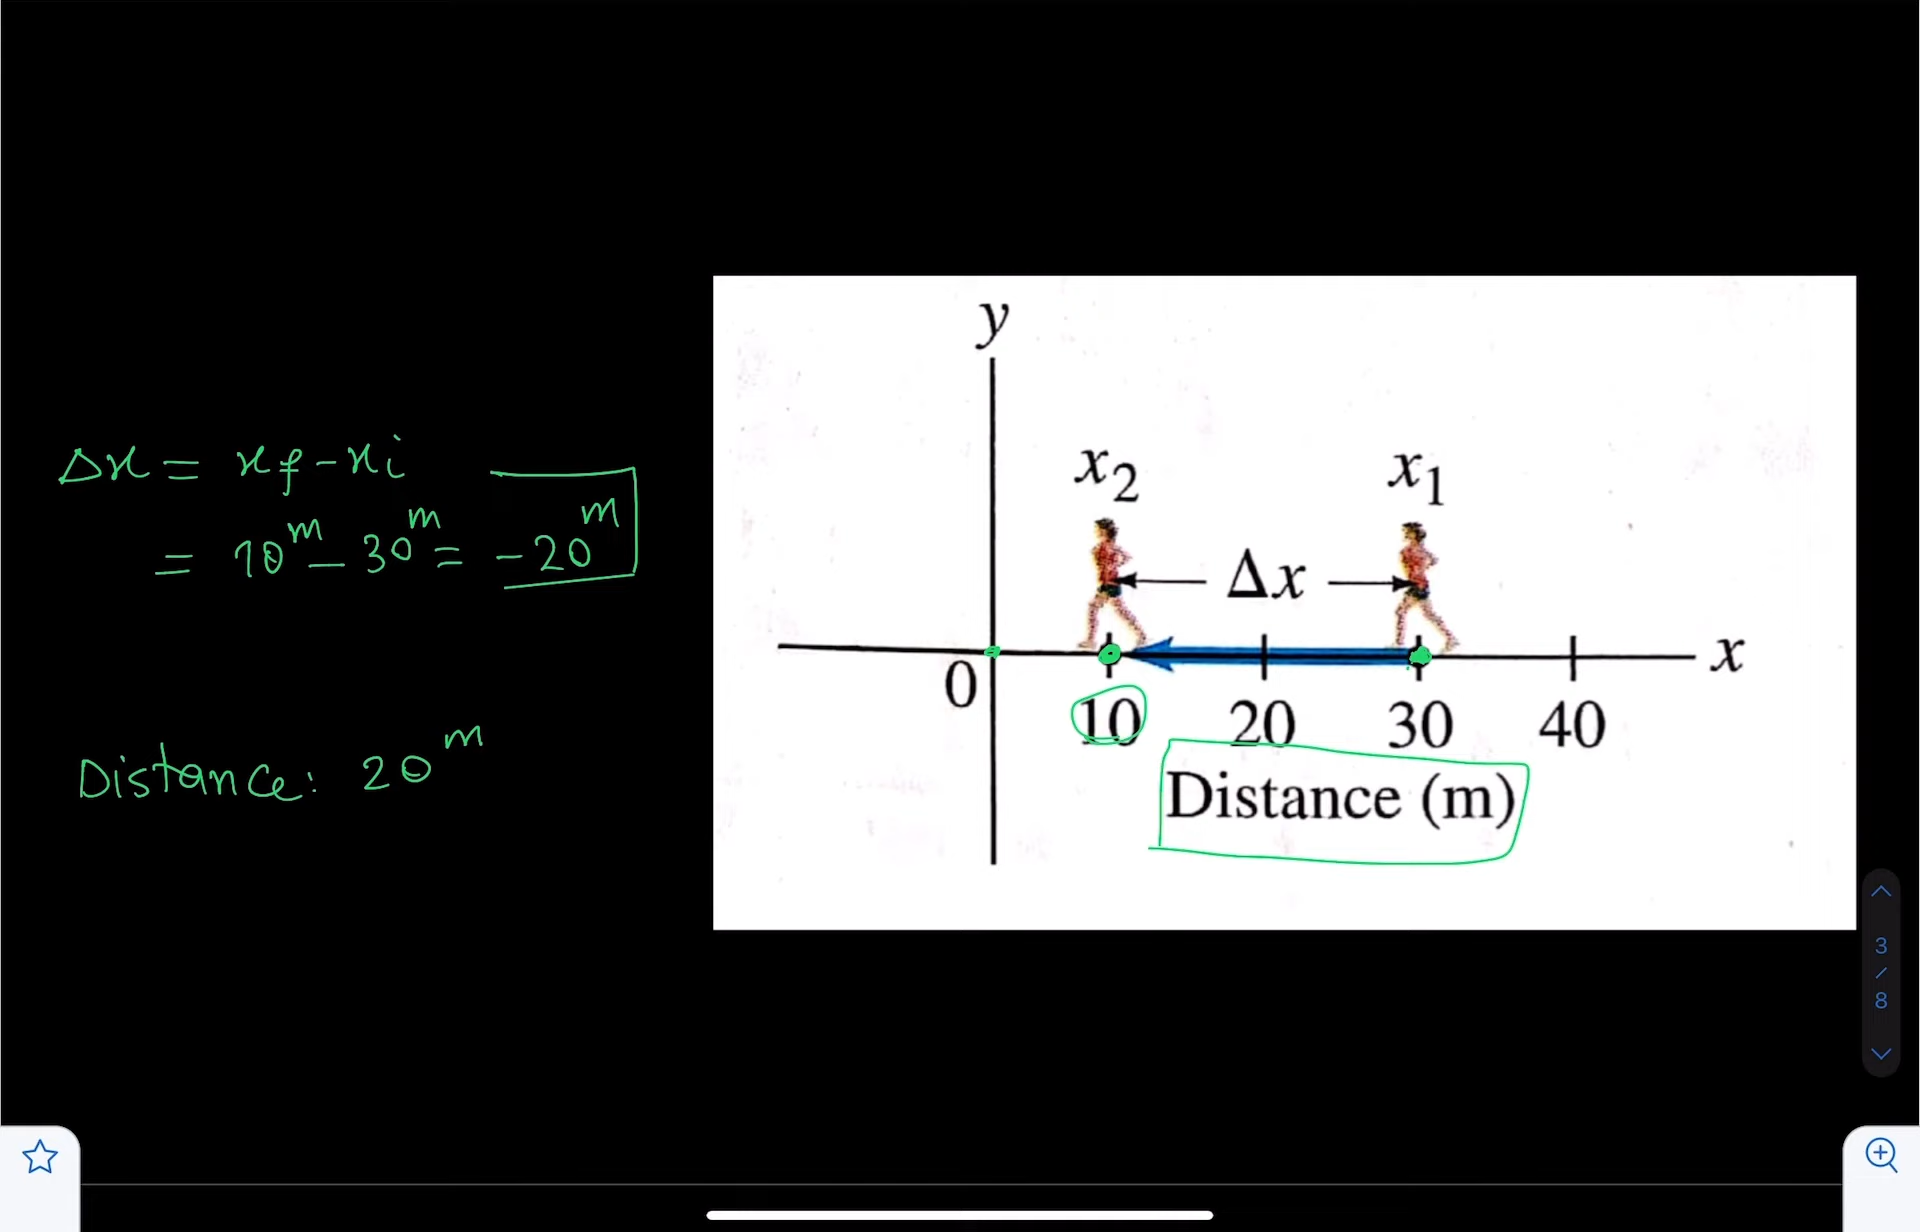 Δx = xf - xi
= 10m - 30m = -20m
Distance: 20m
y
x2 x1
Δx
x
0
10 20 30 40
Distance (m)
3
/
8